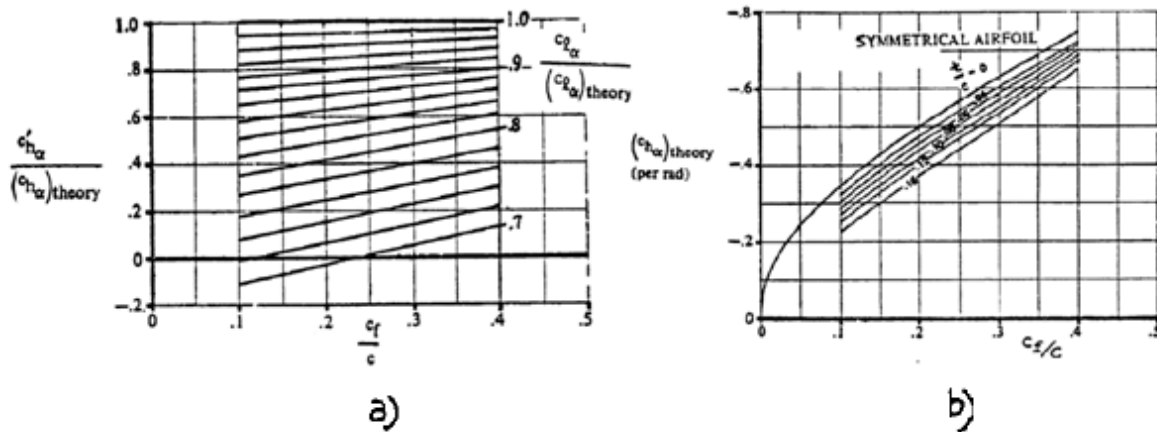 1.0
.8
.6
.4
.2
0
-.2
c'hα
(chα)theory
1.0
.9
.8
.7
cℓα
(cℓα)theory
0
.1
.2
.3
.4
.5
cf
c
a)
-.8
-.6
-.4
-.2
0
(chα)theory
(per rad)
SYMMETRICAL AIRFOIL
t/c = 0
0
.1
.2
.3
.4
.5
cf/c
b)